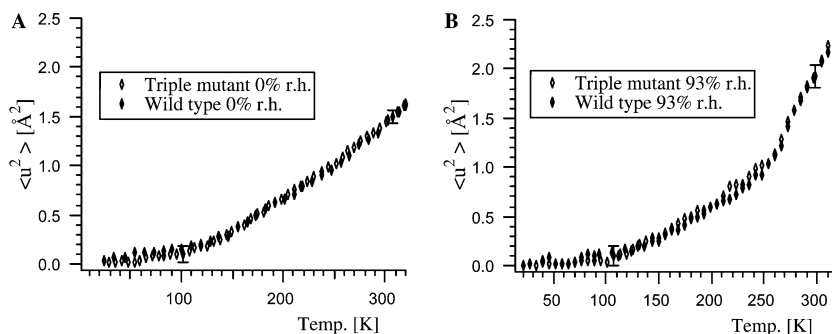 A
2.5
2.0
1.5
1.0
0.5
0.0
<u² > [Å²]
Triple mutant 0% r.h.
Wild type 0% r.h.
100 200 300
Temp. [K]
B
2.5
2.0
1.5
1.0
0.5
0.0
<u² > [Å²]
Triple mutant 93% r.h.
Wild type 93% r.h.
50 100 150 200 250 300
Temp. [K]